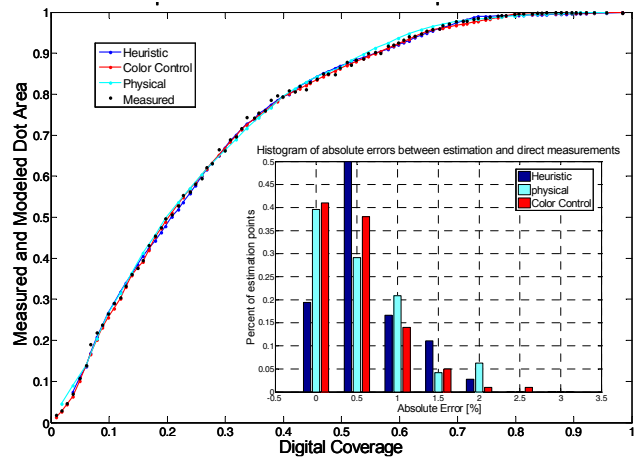 1
0.9
0.8
0.7
0.6
0.5
0.4
0.3
0.2
0.1
0
Measured and Modeled Dot Area
Heuristic
Color Control
Physical
Measured
Histogram of absolute errors between estimation and direct measurements
0.5
0.45
0.4
0.35
0.3
0.25
0.2
0.15
0.1
0.05
0
Percent of estimation points
Heuristic
physical
Color Control
-0.5 0 0.5 1 1.5 2 2.5 3 3.5
Absolute Error [%]
0 0.1 0.2 0.3 0.4 0.5 0.6 0.7 0.8 0.9 1
Digital Coverage